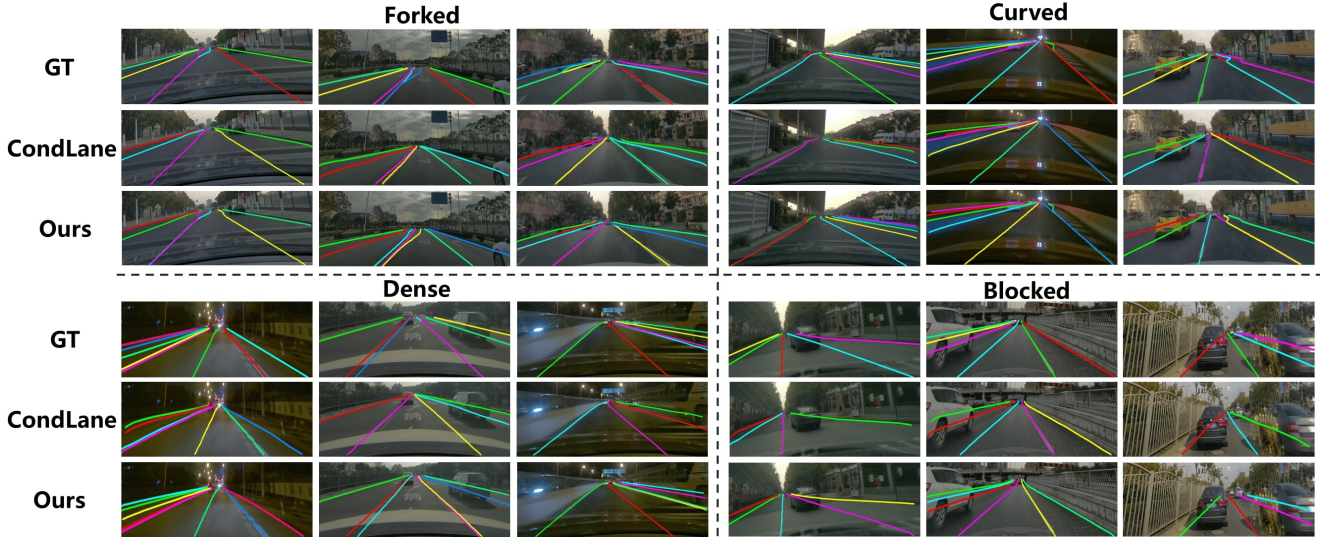 Forked
Curved
GT
CondLane
Ours
Dense
Blocked
GT
CondLane
Ours